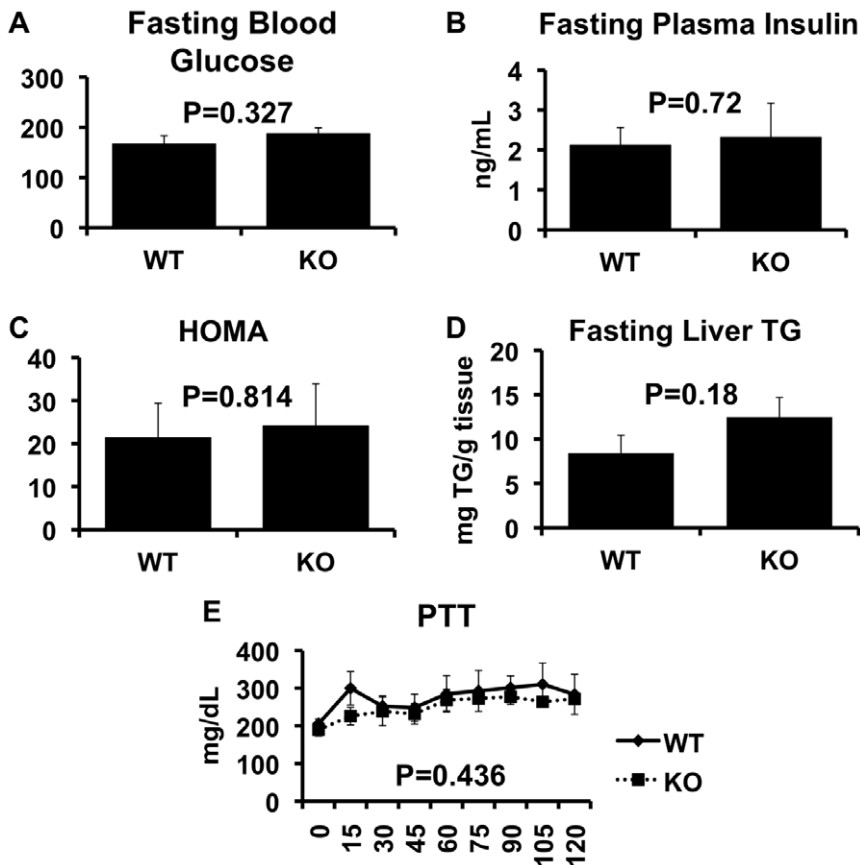 A
Fasting Blood
Glucose
300
200
100
0
P=0.327
WT
KO
B
Fasting Plasma Insulin
ng/mL
4
3
2
1
0
P=0.72
WT
KO
C
HOMA
40
30
20
10
0
P=0.814
WT
KO
D
Fasting Liver TG
mg TG/g tissue
20
15
10
5
0
P=0.18
WT
KO
E
PTT
mg/dL
400
300
200
100
0
P=0.436
WT
KO
0 15 30 45 60 75 90 105 120